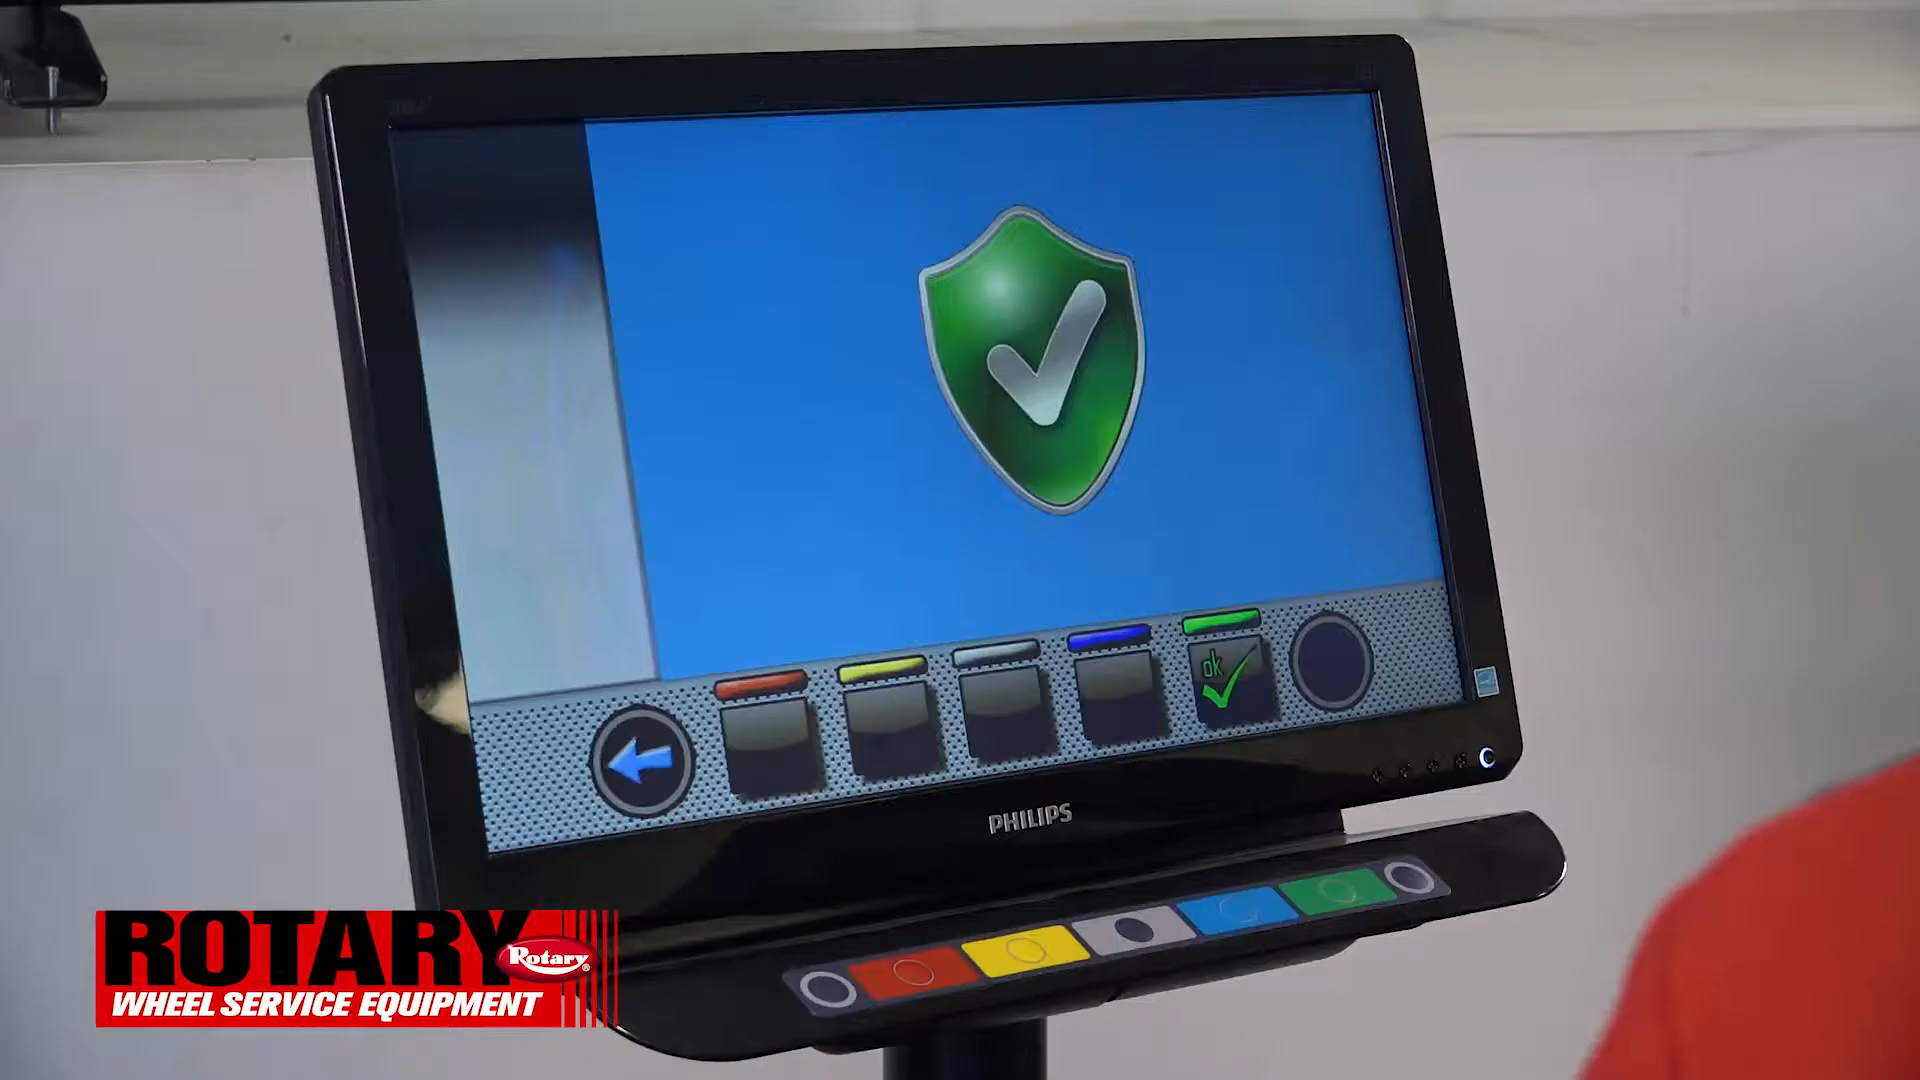 ok
PHILIPS
ROTARY
Rotary
WHEEL SERVICE EQUIPMENT